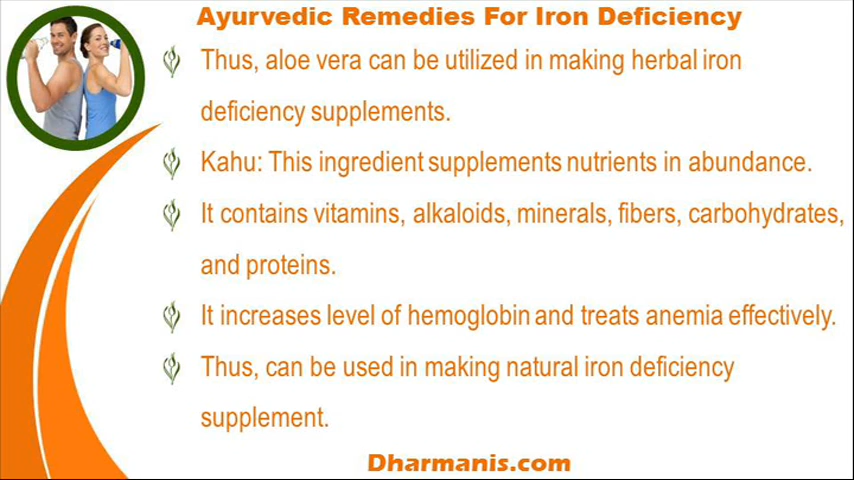 Ayurvedic Remedies For Iron Deficiency
Thus, aloe vera can be utilized in making herbal iron
deficiency supplements.
Kahu: This ingredient supplements nutrients in abundance.
It contains vitamins, alkaloids, minerals, fibers, carbohydrates,
and proteins.
It increases level of hemoglobin and treats anemia effectively.
Thus, can be used in making natural iron deficiency
supplement.
Dharmanis.com